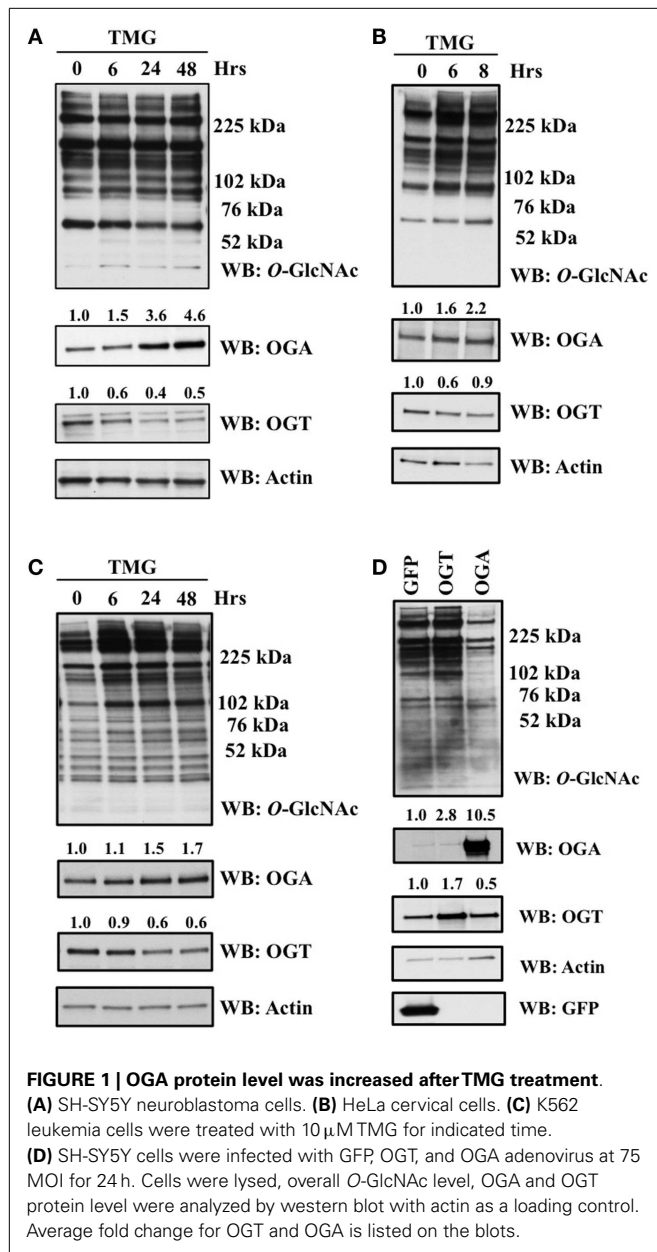 A
TMG
0 6 24 48 Hrs
225 kDa
102 kDa
76 kDa
52 kDa
WB: O-GlcNAc
1.0 1.5 3.6 4.6
WB: OGA
1.0 0.6 0.4 0.5
WB: OGT
WB: Actin
B
TMG
0 6 8 Hrs
225 kDa
102 kDa
76 kDa
52 kDa
WB: O-GlcNAc
1.0 1.6 2.2
WB: OGA
1.0 0.6 0.9
WB: OGT
WB: Actin
C
TMG
0 6 24 48 Hrs
225 kDa
102 kDa
76 kDa
52 kDa
WB: O-GlcNAc
1.0 1.1 1.5 1.7
WB: OGA
1.0 0.9 0.6 0.6
WB: OGT
WB: Actin
D
GFP OGT OGA
225 kDa
102 kDa
76 kDa
52 kDa
WB: O-GlcNAc
1.0 2.8 10.5
WB: OGA
1.0 1.7 0.5
WB: OGT
WB: Actin
WB: GFP
FIGURE 1 | OGA protein level was increased after TMG treatment.
(A) SH-SY5Y neuroblastoma cells. (B) HeLa cervical cells. (C) K562
leukemia cells were treated with 10 μM TMG for indicated time.
(D) SH-SY5Y cells were infected with GFP, OGT, and OGA adenovirus at 75
MOI for 24 h. Cells were lysed, overall O-GlcNAc level, OGA and OGT
protein level were analyzed by western blot with actin as a loading control.
Average fold change for OGT and OGA is listed on the blots.